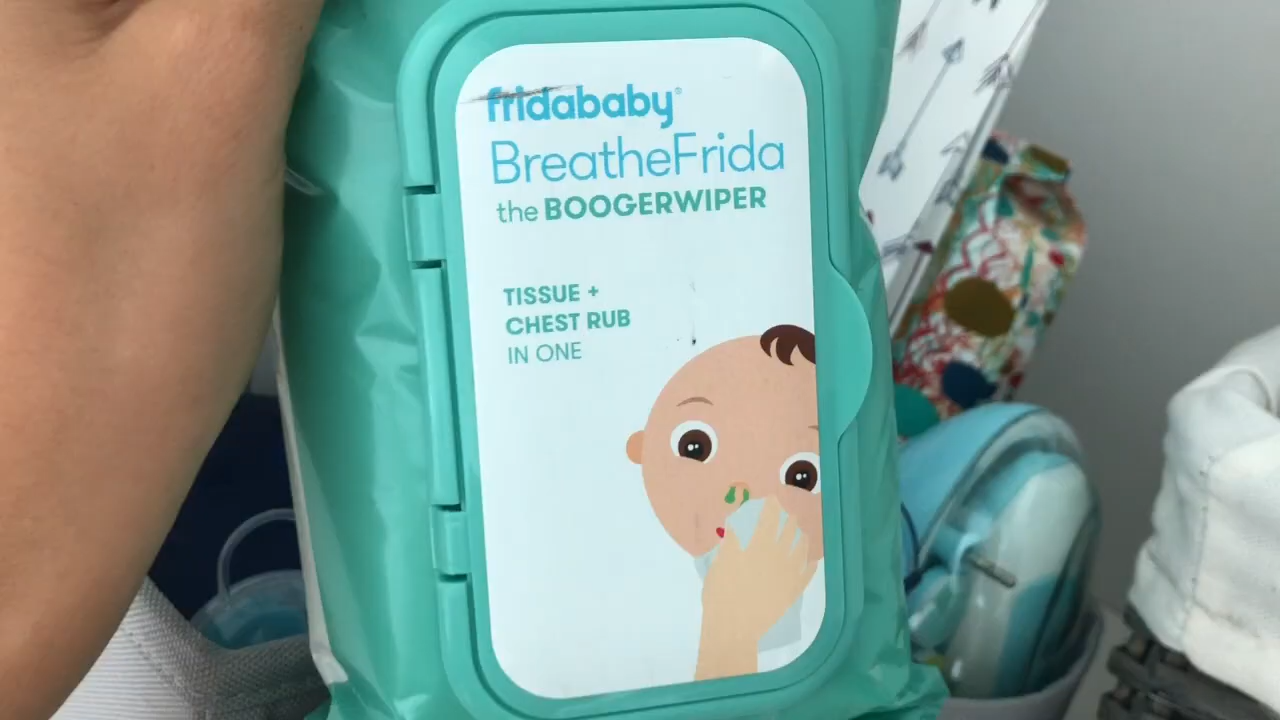 fridababy®
BreatheFrida
the BOOGERWIPER
TISSUE +
CHEST RUB
IN ONE